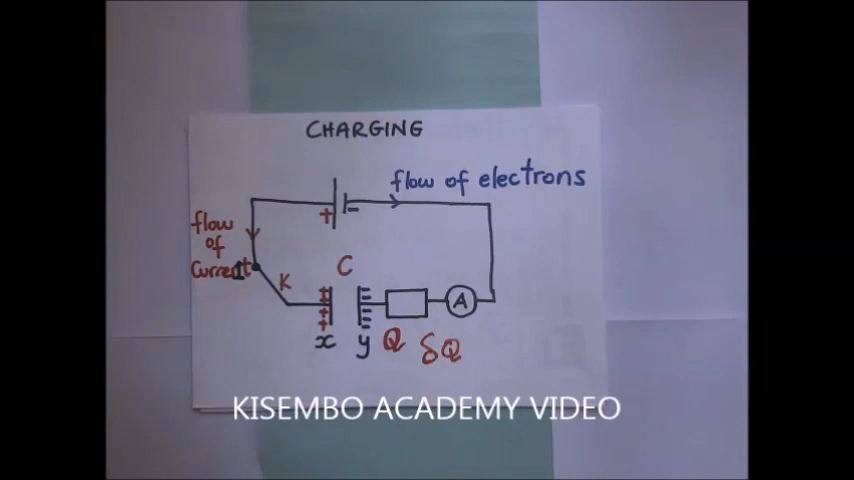 CHARGING
flow of electrons
+ -
flow
of
Current
K
C
+
+
+
A
x y Q δQ
KISEMBO ACADEMY VIDEO